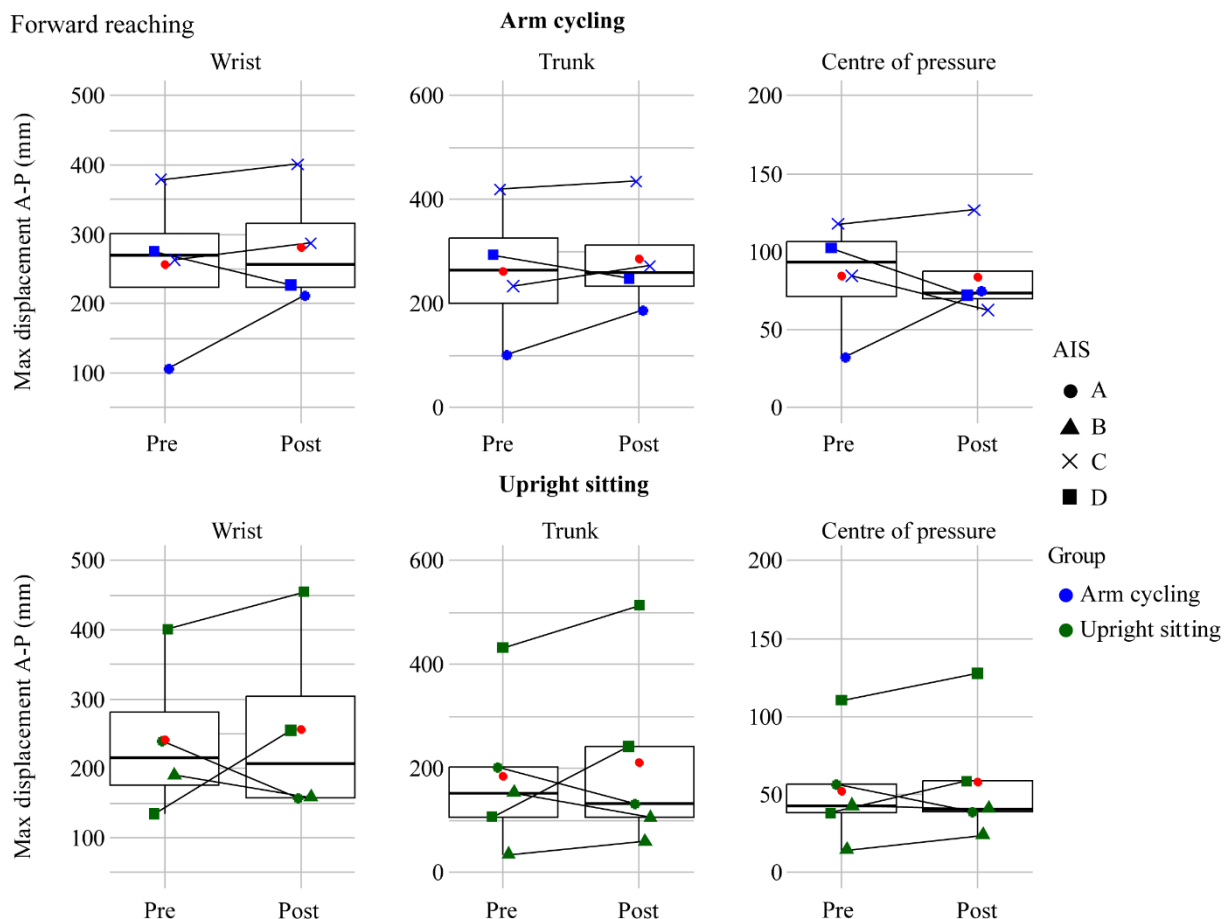 Forward reaching
Arm cycling
Wrist
Trunk
Centre of pressure
Max displacement A-P (mm)
500
400
300
200
100
Pre
Post
600
400
200
0
Pre
Post
200
150
100
50
0
Pre
Post
Upright sitting
Wrist
Trunk
Centre of pressure
Max displacement A-P (mm)
500
400
300
200
100
Pre
Post
600
400
200
0
Pre
Post
200
150
100
50
0
Pre
Post
AIS
A
B
C
D
Group
Arm cycling
Upright sitting